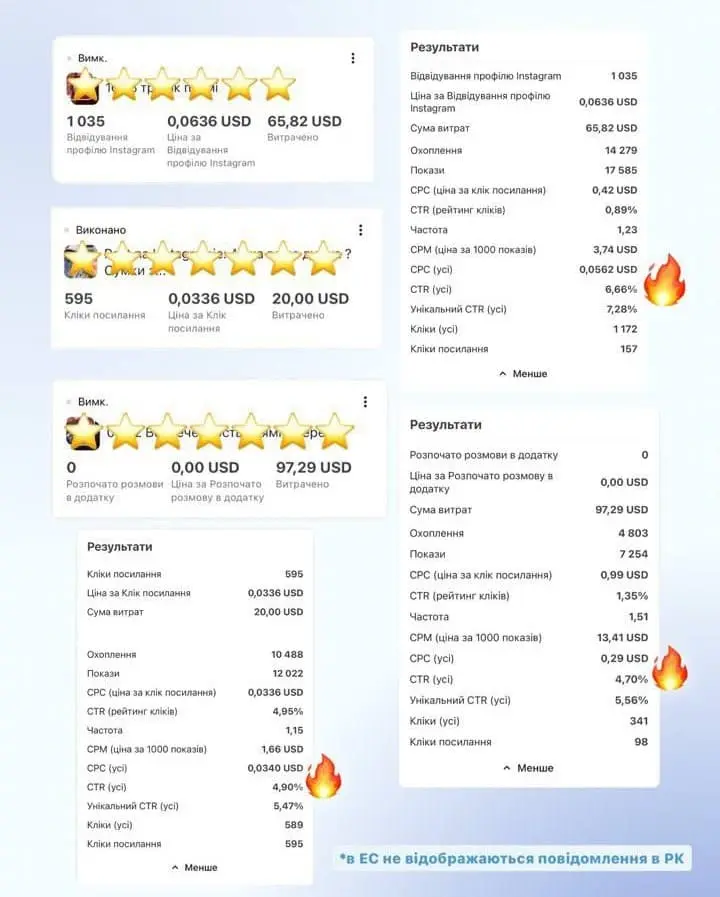 Вимк.
1 035
0,0636 USD
65,82 USD
Відвідування
профілю Instagram
Ціна за
Відвідування
профілю Instagram
Витрачено
Виконано
?
Сумки з...
595
0,0336 USD
20,00 USD
Кліки посилання
Ціна за Клік
посилання
Витрачено
Вимк.
0
0,00 USD
97,29 USD
Розпочато розмови
в додатку
Ціна за Розпочато
розмову в додатку
Витрачено
Результати
Кліки посилання 595
Ціна за Клік посилання 0,0336 USD
Сума витрат 20,00 USD
Охоплення 10 488
Покази 12 022
CPC (ціна за клік посилання) 0,0336 USD
CTR (рейтинг кліків) 4,95%
Частота 1,15
CPM (ціна за 1000 показів) 1,66 USD
CPC (усі) 0,0340 USD
CTR (усі) 4,90%
Унікальний CTR (усі) 5,47%
Кліки (усі) 589
Кліки посилання 595
Менше
Результати
Відвідування профілю Instagram 1 035
Ціна за Відвідування профілю
Instagram 0,0636 USD
Сума витрат 65,82 USD
Охоплення 14 279
Покази 17 585
CPC (ціна за клік посилання) 0,42 USD
CTR (рейтинг кліків) 0,89%
Частота 1,23
CPM (ціна за 1000 показів) 3,74 USD
CPC (усі) 0,0562 USD
CTR (усі) 6,66%
Унікальний CTR (усі) 7,28%
Кліки (усі) 1 172
Кліки посилання 157
Менше
Результати
Розпочато розмови в додатку 0
Ціна за Розпочато розмову в
додатку 0,00 USD
Сума витрат 97,29 USD
Охоплення 4 803
Покази 7 254
CPC (ціна за клік посилання) 0,99 USD
CTR (рейтинг кліків) 1,35%
Частота 1,51
CPM (ціна за 1000 показів) 13,41 USD
CPC (усі) 0,29 USD
CTR (усі) 4,70%
Унікальний CTR (усі) 5,56%
Кліки (усі) 341
Кліки посилання 98
Менше
*в ЕС не відображаються повідомлення в РК